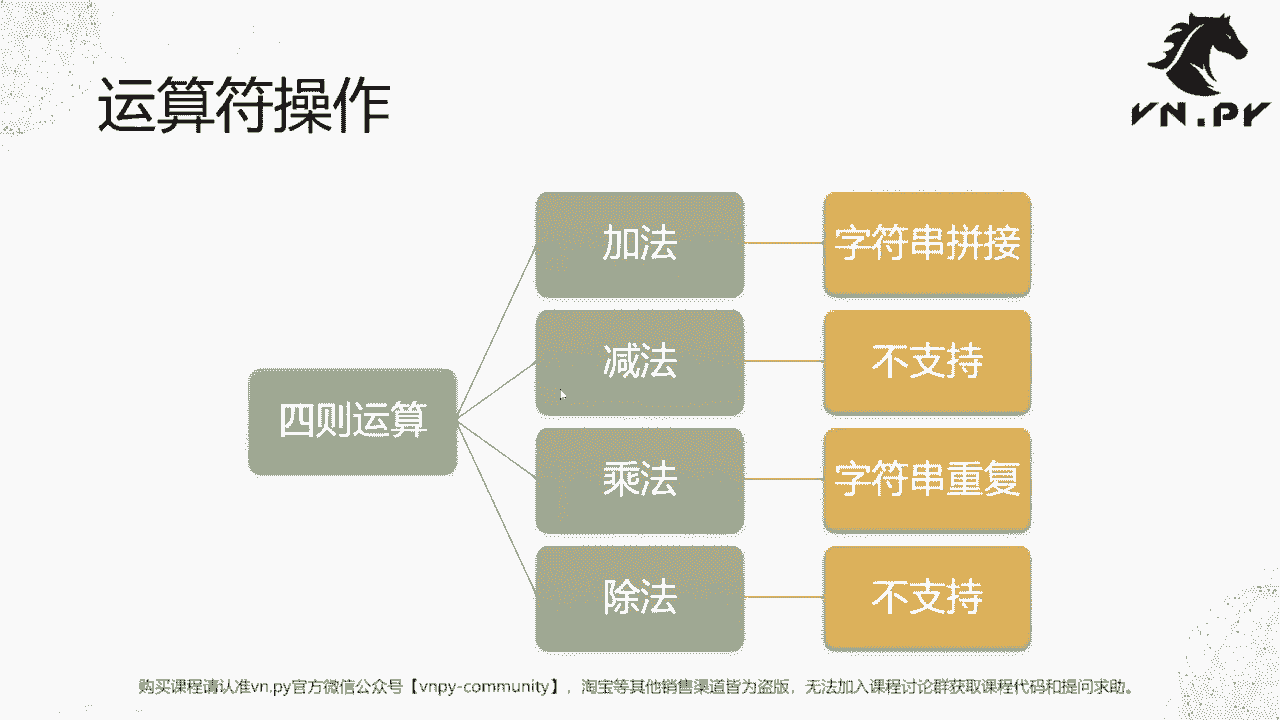 运算符操作
VN.PY
加法
字符串拼接
减法
不支持
四则运算
乘法
字符串重复
除法
不支持
购买课程请认准vn.py官方微信公众号【vnpy-community】，淘宝等其他销售渠道皆为盗版，无法加入课程讨论群获取课程代码和提问求助。